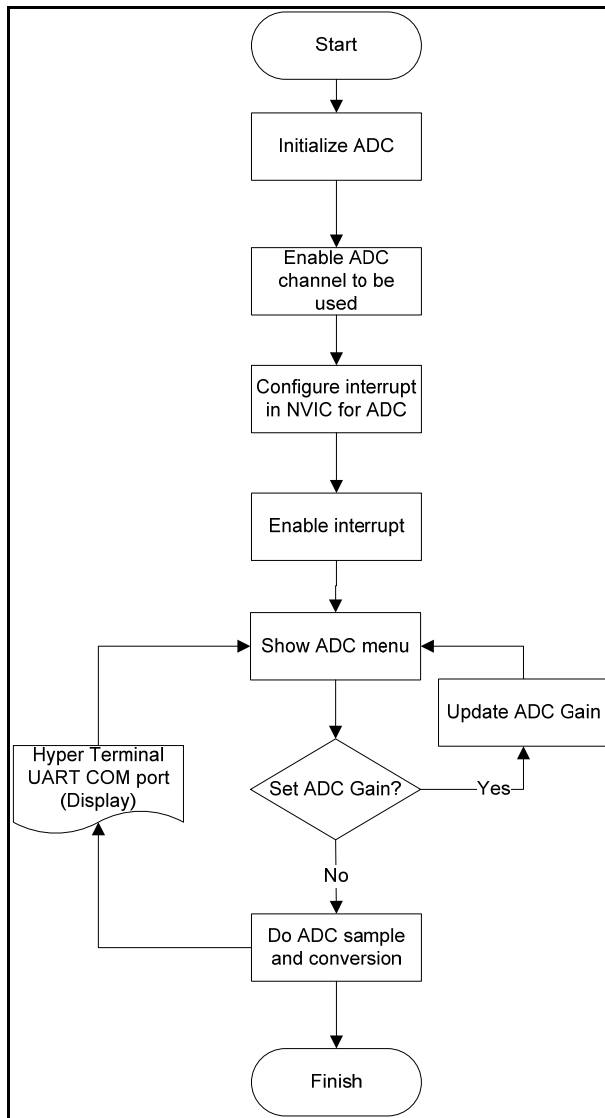 Start
Initialize ADC
Enable ADC
channel to be
used
Configure interrupt
in NVIC for ADC
Enable interrupt
Show ADC menu
Update ADC Gain
Hyper Terminal
UART COM port
(Display)
Set ADC Gain?
Yes
No
Do ADC sample
and conversion
Finish